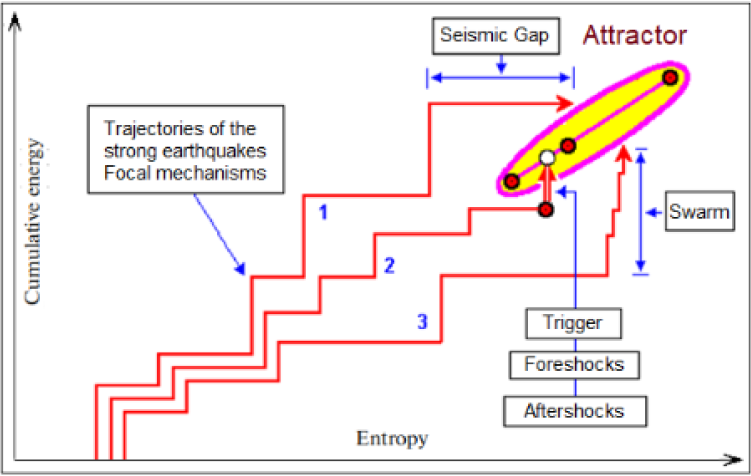 Seismic Gap
Attractor
Trajectories of the
strong earthquakes
Focal mechanisms
Cumulative energy
1
2
3
Swarm
Trigger
Foreshocks
Aftershocks
Entropy